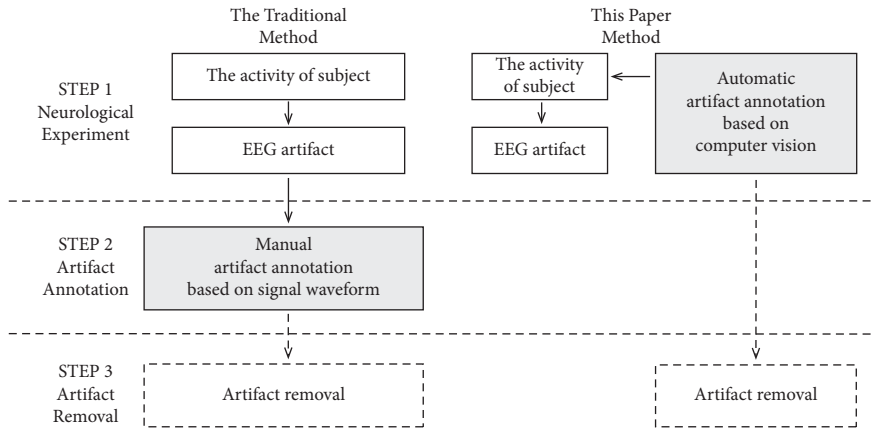 The Traditional
Method
This Paper
Method
STEP 1
Neurological
Experiment
The activity of subject
EEG artifact
The activity
of subject
EEG artifact
Automatic
artifact annotation
based on
computer vision
STEP 2
Artifact
Annotation
Manual
artifact annotation
based on signal waveform
STEP 3
Artifact
Removal
Artifact removal
Artifact removal